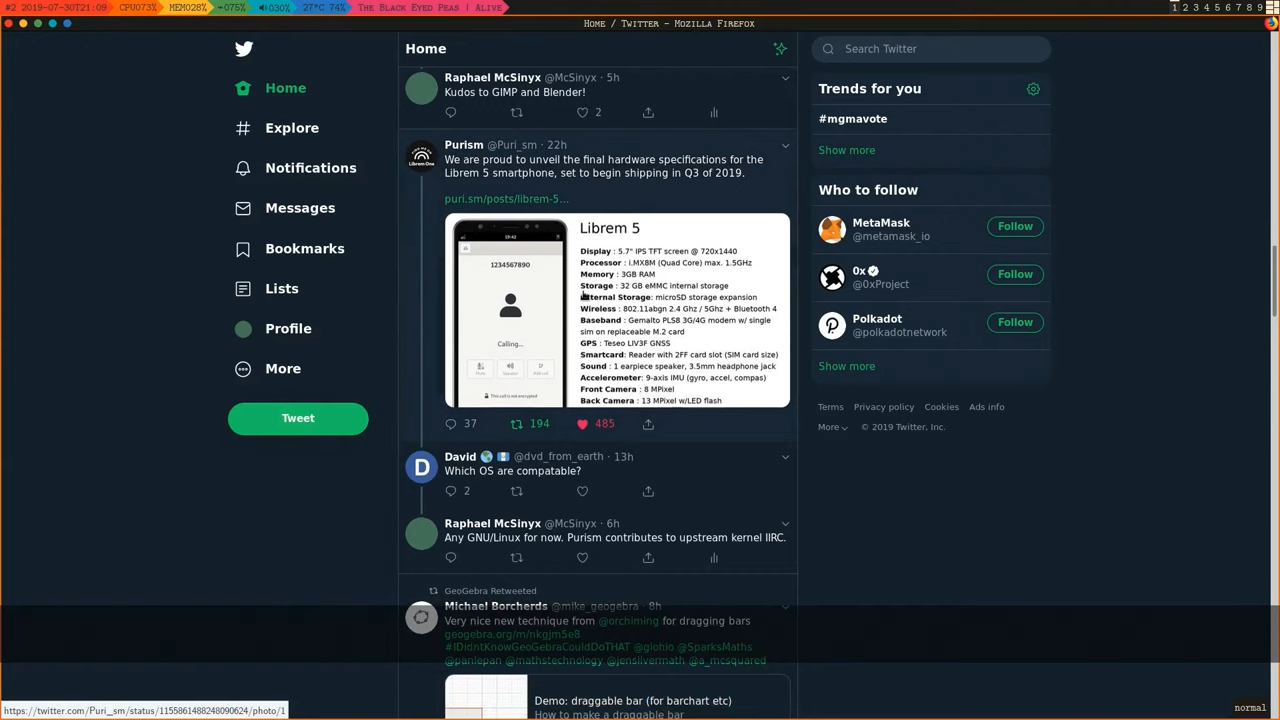 #2 2019-07-30T21:09 CPU073% MEM028% -075% 030% 27°C 74% The Black Eyed Peas | Alive 1 2 3 4 5 6 7 8 9
Home / Twitter - Mozilla Firefox
Home
Explore
Notifications
Messages
Bookmarks
Lists
Profile
More
Tweet
Home
Raphael McSinyx @McSinyx · 5h
Kudos to GIMP and Blender!
2
Purism @Puri_sm · 22h
We are proud to unveil the final hardware specifications for the
Librem 5 smartphone, set to begin shipping in Q3 of 2019.
puri.sm/posts/librem-5...
Librem One
19:42
1234567890
Calling...
Speaker
This call is not encrypted
Librem 5
Display : 5.7" IPS TFT screen @ 720x1440
Processor : i.MX8M (Quad Core) max. 1.5GHz
Memory : 3GB RAM
Storage : 32 GB eMMC internal storage
External Storage: microSD storage expansion
Wireless : 802.11abgn 2.4 Ghz / 5Ghz + Bluetooth 4
Baseband : Gemalto PLS8 3G/4G modem w/ single
sim on replaceable M.2 card
GPS : Teseo LIV3F GNSS
Smartcard: Reader with 2FF card slot (SIM card size)
Sound : 1 earpiece speaker, 3.5mm headphone jack
Accelerometer: 9-axis IMU (gyro, accel, compas)
Front Camera : 8 MPixel
Back Camera : 13 MPixel w/LED flash
37 194 485
D
David @dvd_from_earth · 13h
Which OS are compatable?
2
Raphael McSinyx @McSinyx · 6h
Any GNU/Linux for now. Purism contributes to upstream kernel IIRC.
GeoGebra Retweeted
Michael Borcherds @mike_geogebra · 8h
Very nice new technique from @orchiming for dragging bars
geogebra.org/m/nkgjm5e8
#IDidntKnowGeoGebraCouldDoTHAT @giohio @SparksMaths
@panlepan @mathstechnology @jensilvermath @a_mcsquared
Demo: draggable bar (for barchart etc)
How to make a draggable bar
Search Twitter
Trends for you
#mgmavote
Show more
Who to follow
MetaMask
@metamask_io
Follow
0x
@0xProject
Follow
Polkadot
@polkadotnetwork
Follow
Show more
Terms Privacy policy Cookies Ads info
More © 2019 Twitter, Inc.
https://twitter.com/Puri_sm/status/1155861488248090624/photo/1
normal